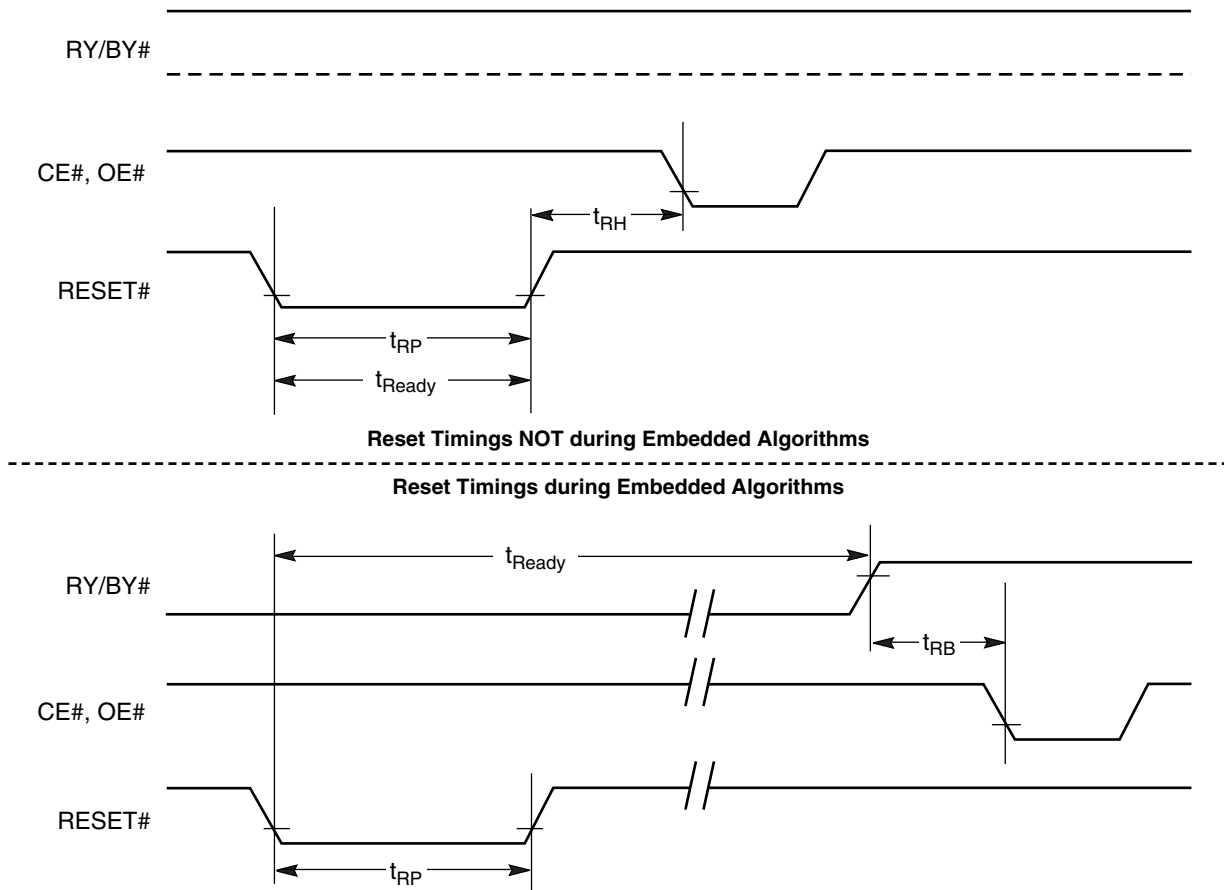 RY/BY#
CE#, OE#
tRH
RESET#
tRP
tReady
Reset Timings NOT during Embedded Algorithms
Reset Timings during Embedded Algorithms
tReady
RY/BY#
tRB
CE#, OE#
RESET#
tRP